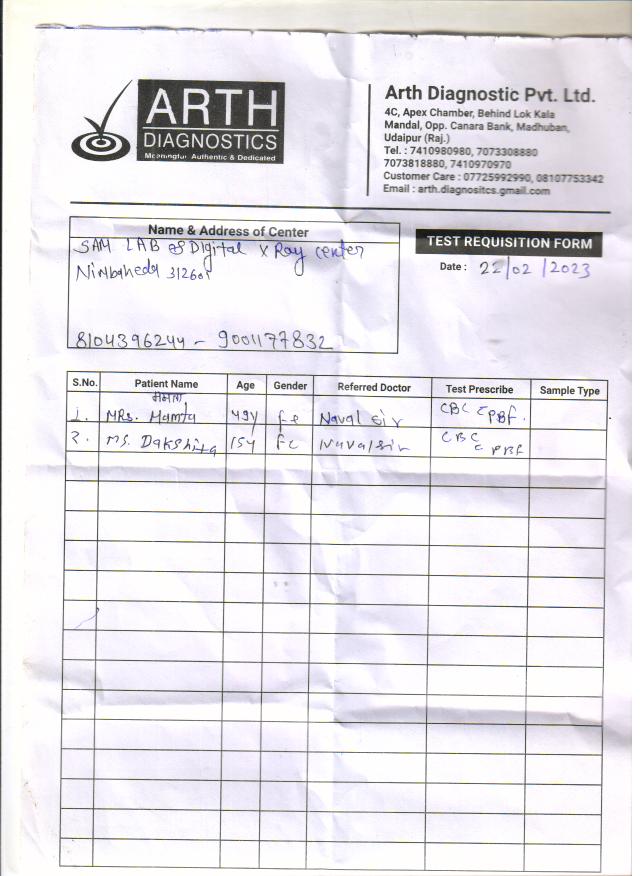 ARTH
DIAGNOSTICS
Meaningful Authentic & Dedicated
Arth Diagnostic Pvt. Ltd.
4C, Apex Chamber, Behind Lok Kala
Mandal, Opp. Canara Bank, Madhuban,
Udaipur (Raj.)
Tel. : 7410980980, 7073308880
7073818880, 7410970970
Customer Care : 07725992990, 08107753342
Email : arth.diagnositcs.gmail.com
Name & Address of Center
SAM LAB & Digital X Ray center
Nimbaheda 312601
8104396244 - 9001177832
TEST REQUISITION FORM
Date : 22/02/2023
S.No. Patient Name Age Gender Referred Doctor Test Prescribe Sample Type
ममता
1. MRs. Mamta 49y fe Naval sir CBC & PBF.
2. MS. Dakshita 15y fe Naval sir CBC & PBF